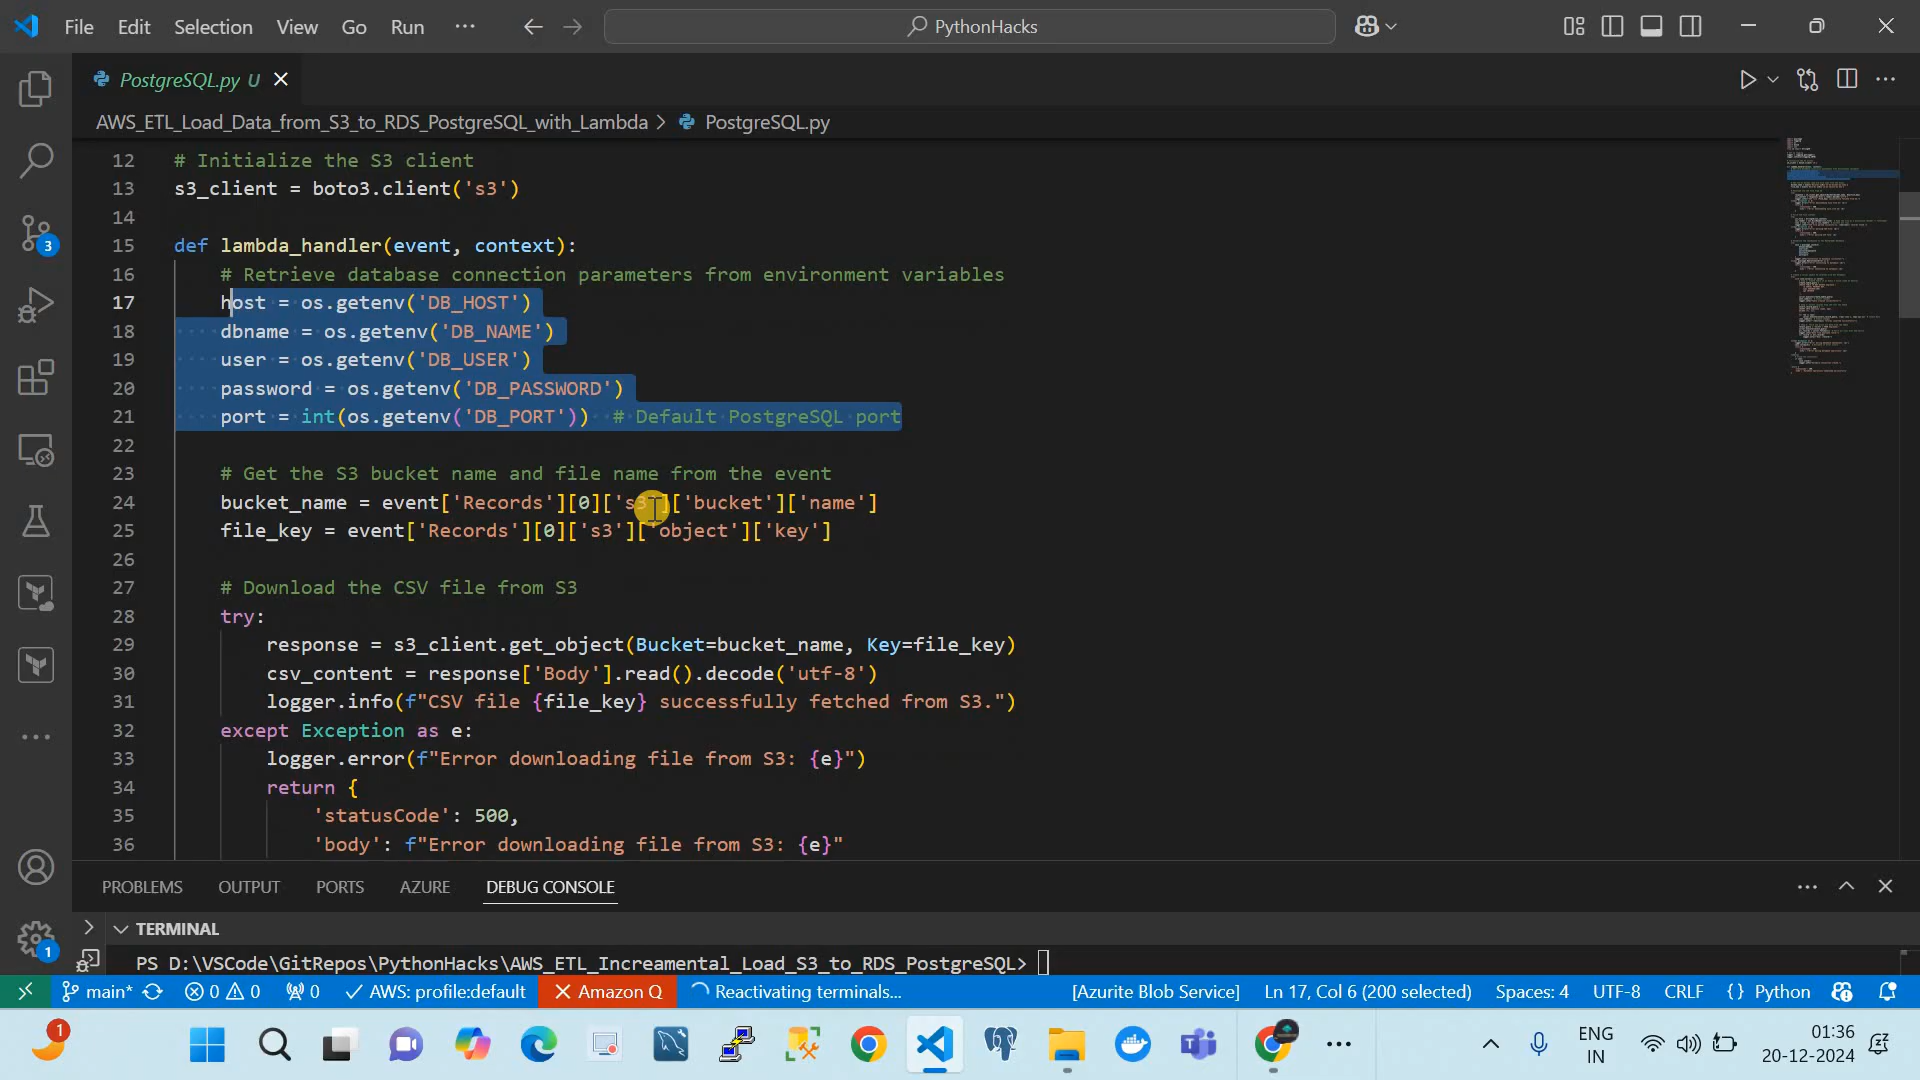 File Edit Selection View Go Run ··· PythonHacks
PostgreSQL.py U
AWS_ETL_Load_Data_from_S3_to_RDS_PostgreSQL_with_Lambda > PostgreSQL.py
12 # Initialize the S3 client
13 s3_client = boto3.client('s3')
14
15 def lambda_handler(event, context):
16 # Retrieve database connection parameters from environment variables
17 host = os.getenv('DB_HOST')
18 dbname = os.getenv('DB_NAME')
19 user = os.getenv('DB_USER')
20 password = os.getenv('DB_PASSWORD')
21 port = int(os.getenv('DB_PORT')) # Default PostgreSQL port
22
23 # Get the S3 bucket name and file name from the event
24 bucket_name = event['Records'][0]['s3']['bucket']['name']
25 file_key = event['Records'][0]['s3']['object']['key']
26
27 # Download the CSV file from S3
28 try:
29 response = s3_client.get_object(Bucket=bucket_name, Key=file_key)
30 csv_content = response['Body'].read().decode('utf-8')
31 logger.info(f"CSV file {file_key} successfully fetched from S3.")
32 except Exception as e:
33 logger.error(f"Error downloading file from S3: {e}")
34 return {
35 'statusCode': 500,
36 'body': f"Error downloading file from S3: {e}"
3
1
PROBLEMS OUTPUT PORTS AZURE DEBUG CONSOLE
TERMINAL
PS D:\VSCode\GitRepos\PythonHacks\AWS_ETL_Increamental_Load_S3_to_RDS_PostgreSQL>
main* 0 0 0 AWS: profile:default Amazon Q Reactivating terminals... [Azurite Blob Service] Ln 17, Col 6 (200 selected) Spaces: 4 UTF-8 CRLF {} Python
1
ENG
IN
01:36
20-12-2024